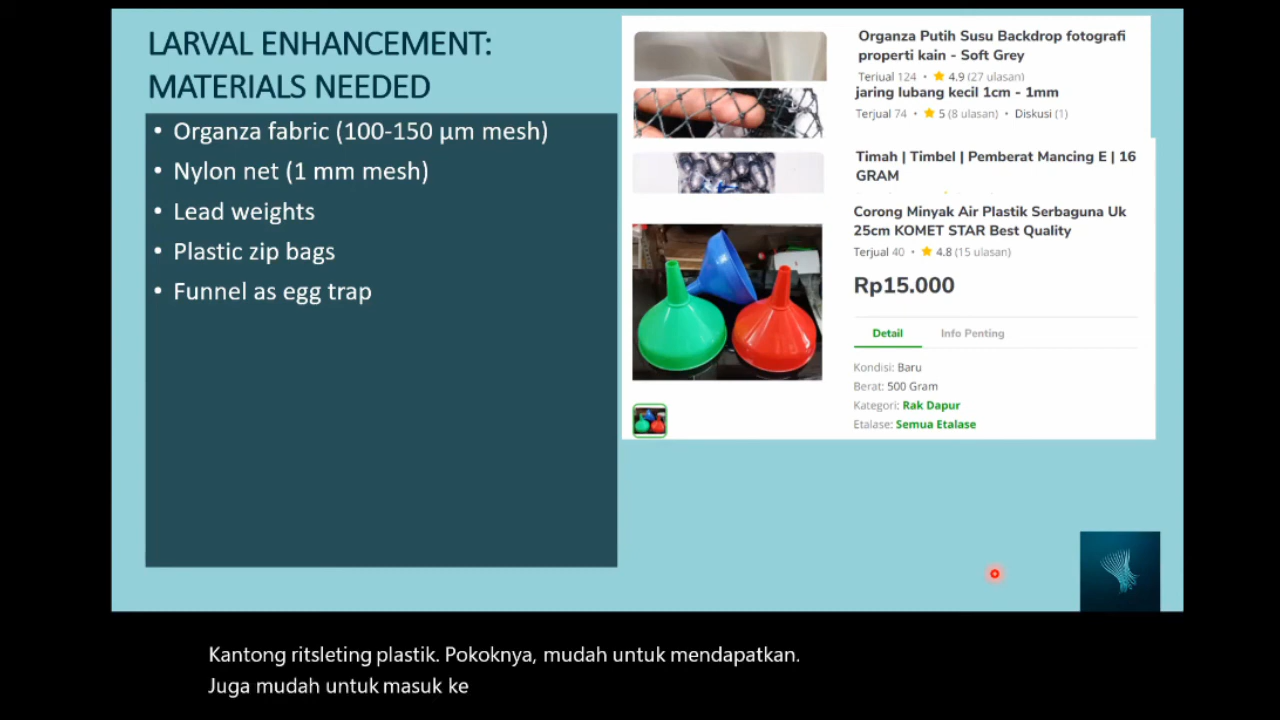 LARVAL ENHANCEMENT:
MATERIALS NEEDED
• Organza fabric (100-150 µm mesh)
• Nylon net (1 mm mesh)
• Lead weights
• Plastic zip bags
• Funnel as egg trap
Organza Putih Susu Backdrop fotografi
properti kain - Soft Grey
Terjual 124 • 4.9 (27 ulasan)
jaring lubang kecil 1cm - 1mm
Terjual 74 • 5 (8 ulasan) • Diskusi (1)
Timah | Timbel | Pemberat Mancing E | 16
GRAM
Corong Minyak Air Plastik Serbaguna Uk
25cm KOMET STAR Best Quality
Terjual 40 • 4.8 (15 ulasan)
Rp15.000
Detail Info Penting
Kondisi: Baru
Berat: 500 Gram
Kategori: Rak Dapur
Etalase: Semua Etalase
Kantong ritsleting plastik. Pokoknya, mudah untuk mendapatkan.
Juga mudah untuk masuk ke